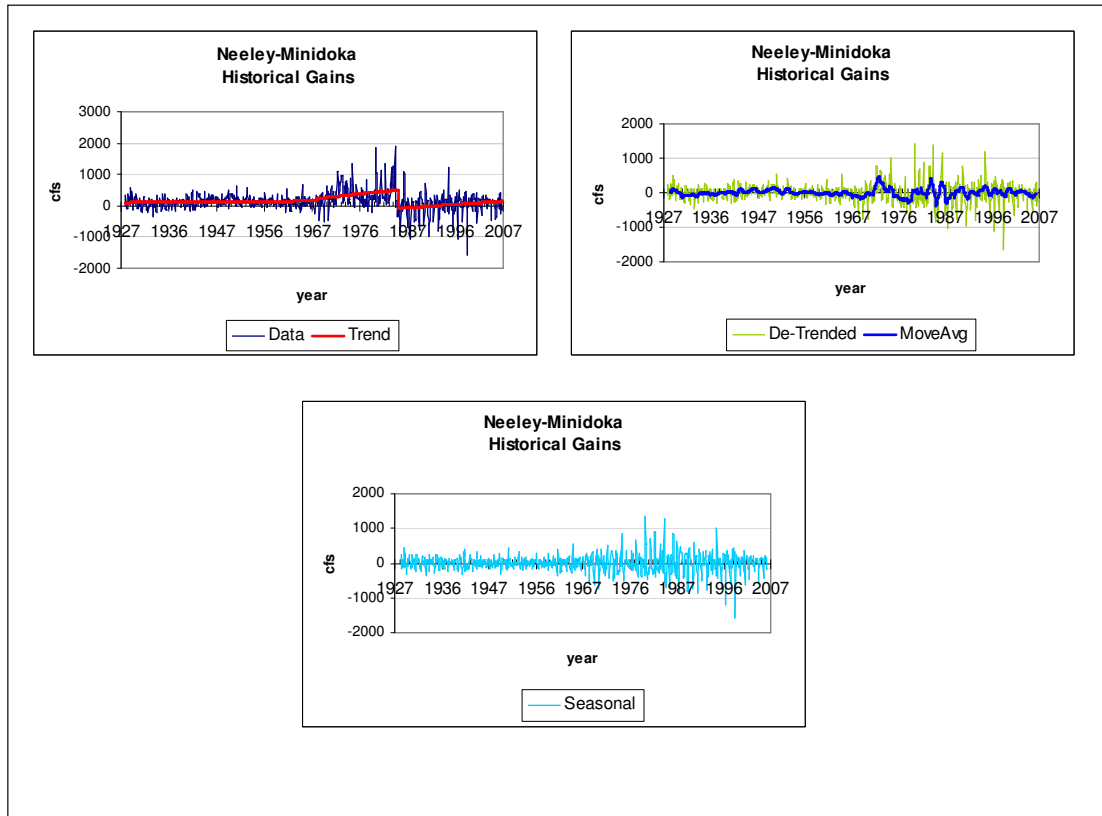 Neeley-Minidoka
Historical Gains
3000
2000
1000
0
-1000
-2000
cfs
1927 1936 1947 1956 1967 1976 1987 1996 2007
year
Data Trend
Neeley-Minidoka
Historical Gains
2000
1000
0
-1000
-2000
cfs
1927 1936 1947 1956 1967 1976 1987 1996 2007
year
De-Trended MoveAvg
Neeley-Minidoka
Historical Gains
2000
1000
0
-1000
-2000
cfs
1927 1936 1947 1956 1967 1976 1987 1996 2007
year
Seasonal